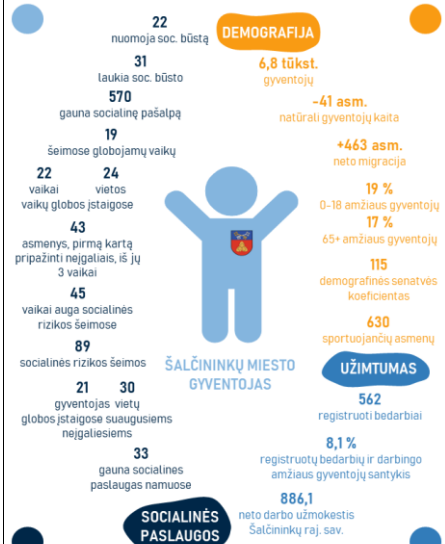 22
nuomoja soc. būstą
31
laukia soc. būsto
570
gauna socialinę pašalpą
19
šeimose globojamų vaikų
22 24
vaikai vietos
vaikų globos įstaigose
43
asmenys, pirmą kartą
pripažinti neįgaliais, iš jų
3 vaikai
45
vaikai auga socialinės
rizikos šeimose
89
socialinės rizikos šeimos
21 30
gyventojas vietų
globos įstaigose suaugusiems
neįgaliesiems
33
gauna socialines
paslaugas namuose
SOCIALINĖS
PASLAUGOS
ŠALČININKŲ MIESTO
GYVENTOJAS
DEMOGRAFIJA
6,8 tūkst.
gyventojų
-41 asm.
natūrali gyventojų kaita
+463 asm.
neto migracija
19 %
0-18 amžiaus gyventojų
17 %
65+ amžiaus gyventojų
115
demografinės senatvės
koeficientas
630
sportuojančių asmenų
UŽIMTUMAS
562
registruoti bedarbiai
8,1 %
registruotų bedarbių ir darbingo
amžiaus gyventojų santykis
886,1
neto darbo užmokestis
Šalčininkų raj. sav.